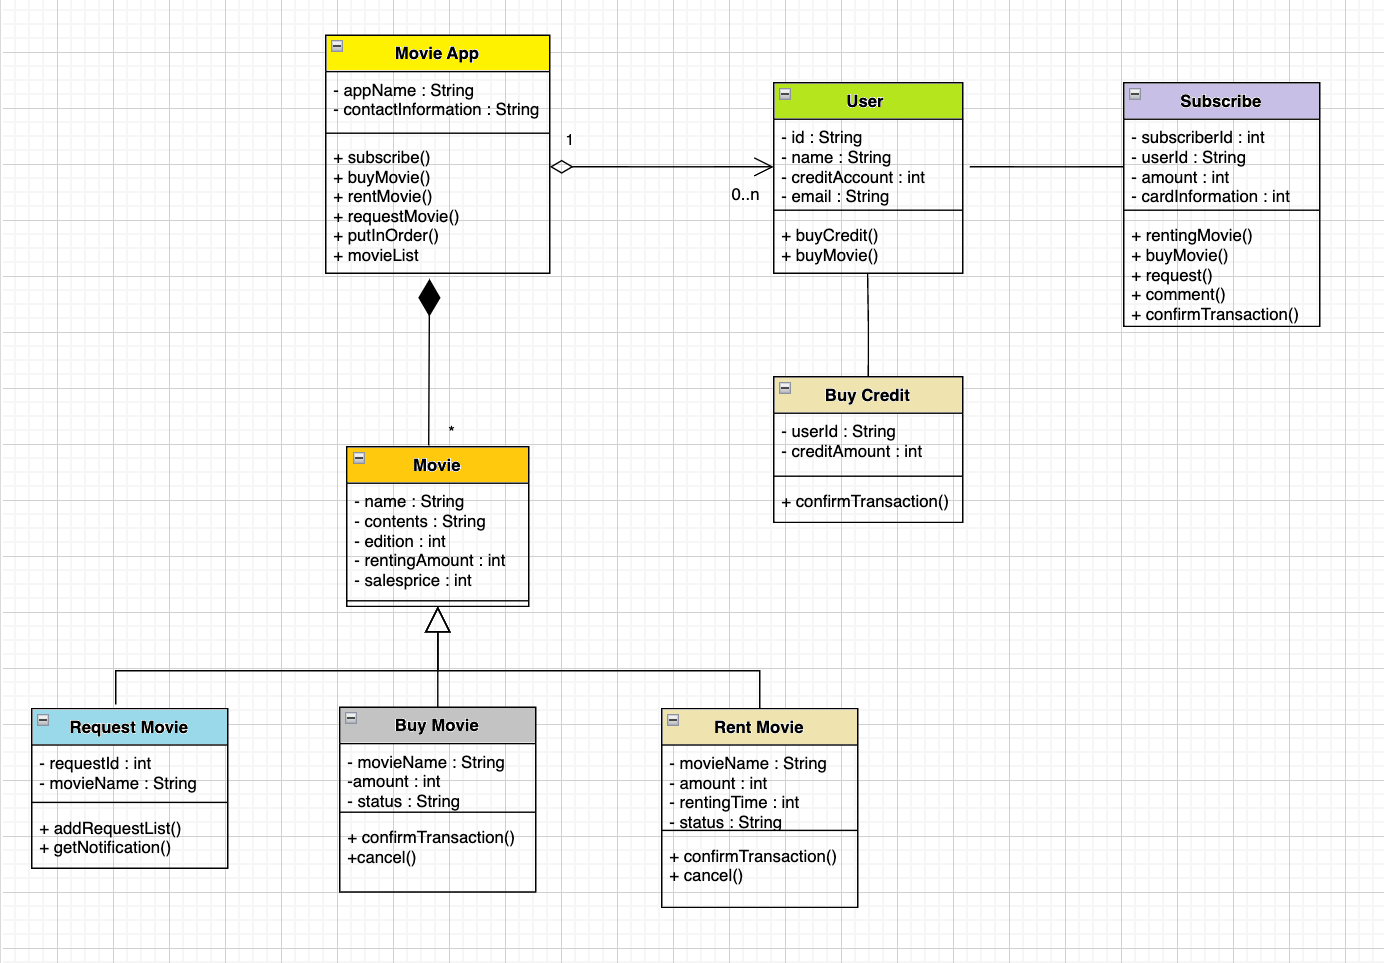 Movie App
- appName : String
- contactInformation : String
+ subscribe()
+ buyMovie()
+ rentMovie()
+ requestMovie()
+ putInOrder()
+ movieList
1
0..n
User
- id : String
- name : String
- creditAccount : int
- email : String
+ buyCredit()
+ buyMovie()
Subscribe
- subscriberId : int
- userId : String
- amount : int
- cardInformation : int
+ rentingMovie()
+ buyMovie()
+ request()
+ comment()
+ confirmTransaction()
Buy Credit
- userId : String
- creditAmount : int
+ confirmTransaction()
*
Movie
- name : String
- contents : String
- edition : int
- rentingAmount : int
- salesprice : int
Request Movie
- requestId : int
- movieName : String
+ addRequestList()
+ getNotification()
Buy Movie
- movieName : String
-amount : int
- status : String
+ confirmTransaction()
+cancel()
Rent Movie
- movieName : String
- amount : int
- rentingTime : int
- status : String
+ confirmTransaction()
+ cancel()